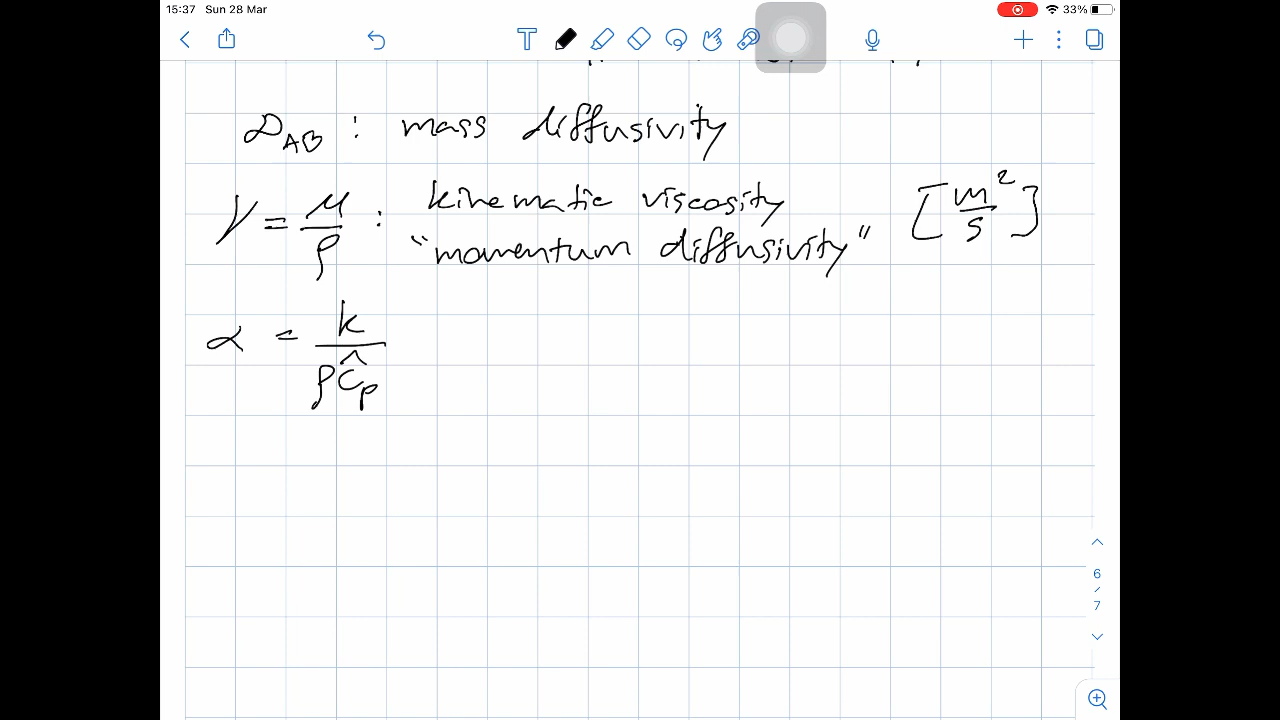 15:37 Sun 28 Mar
33%
𝒟AB : mass diffusivity
ν = μ/ρ : kinematic viscosity [m²/s]
"momentum diffusivity"
α = k/ρĈp
6
/
7